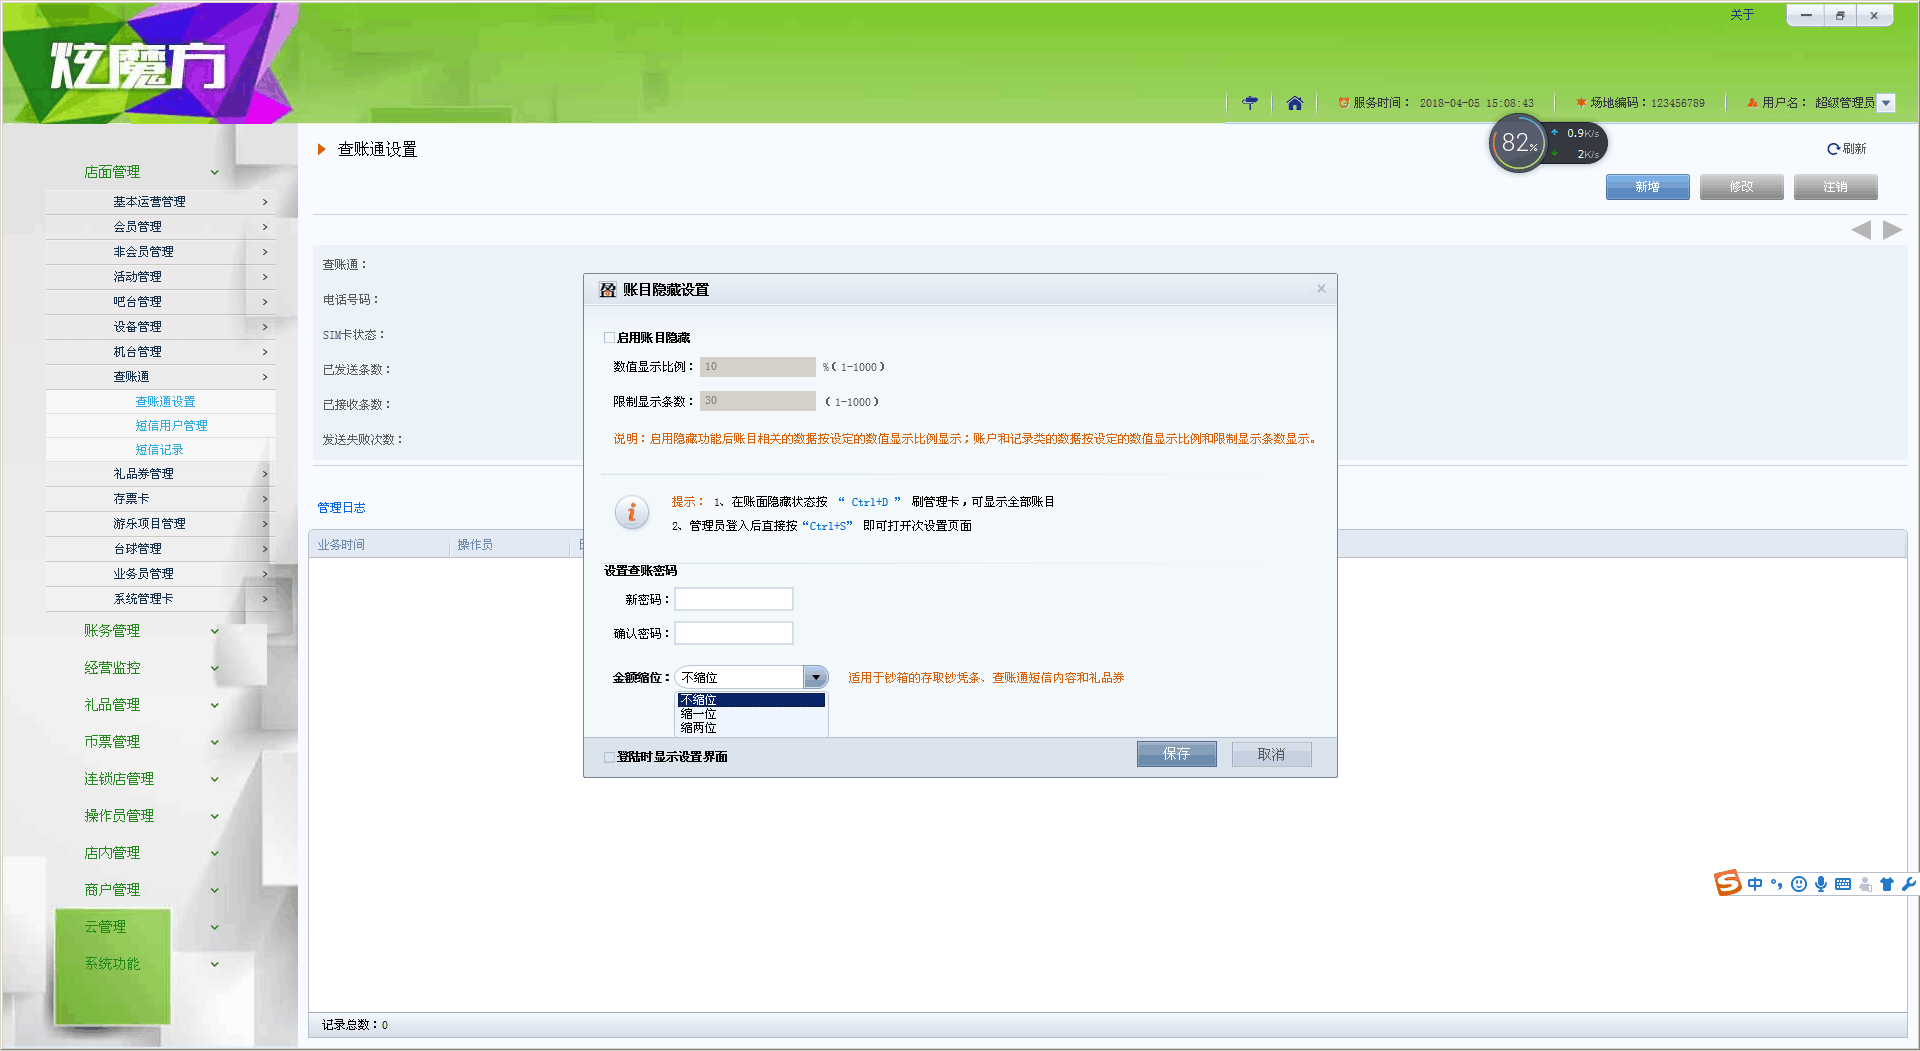 关于
炫魔方
服务时间： 2018-04-05 15:08:43
场地编码：123456789
用户名： 超级管理员
82%
0.9K/s
2K/s
查账通设置
刷新
新增
修改
注销
店面管理
基本运营管理
会员管理
非会员管理
活动管理
吧台管理
设备管理
机台管理
查账通
查账通设置
短信用户管理
短信记录
礼品券管理
存票卡
游乐项目管理
台球管理
业务员管理
系统管理卡
账务管理
经营监控
礼品管理
币票管理
连锁店管理
操作员管理
店内管理
商户管理
云管理
系统功能
查账通：
电话号码：
SIM卡状态：
已发送条数：
已接收条数：
发送失败次数：
管理日志
业务时间
操作员
记录总数：0
账目隐藏设置
启用账目隐藏
数值显示比例： 10 %（1-1000）
限制显示条数： 30 （1-1000）
说明：启用隐藏功能后账目相关的数据按设定的数值显示比例显示；账户和记录类的数据按设定的数值显示比例和限制显示条数显示。
提示： 1、在账面隐藏状态按 “ Ctrl+D ” 刷管理卡，可显示全部账目
2、管理员登入后直接按“Ctrl+S” 即可打开次设置页面
设置查账密码
新密码：
确认密码：
金额缩位： 不缩位
适用于钞箱的存取钞凭条、查账通短信内容和礼品券
不缩位
缩一位
缩两位
登陆时显示设置界面
保存
取消
中